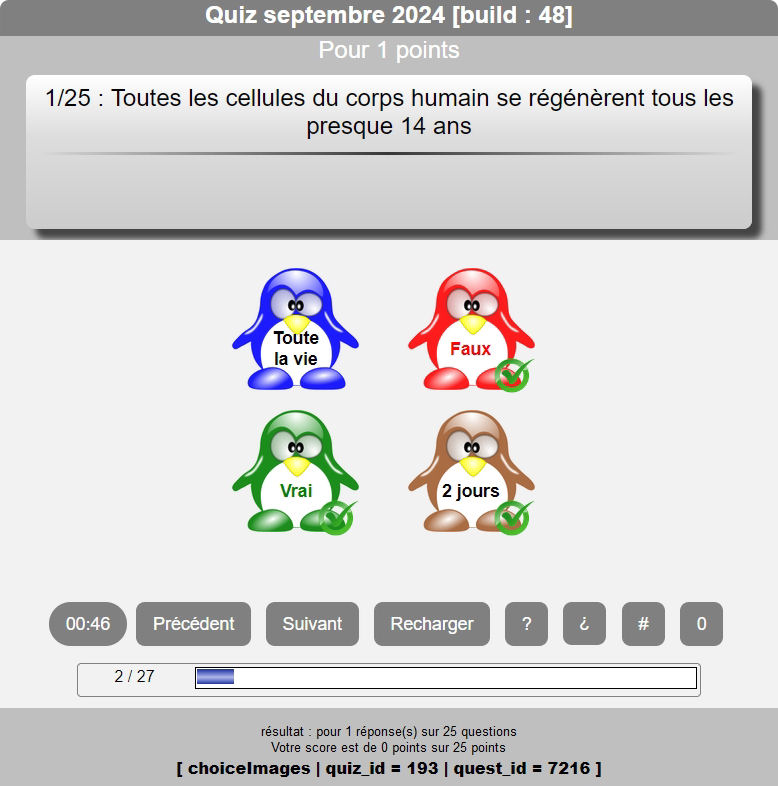 Quiz septembre 2024 [build : 48]
Pour 1 points
1/25 : Toutes les cellules du corps humain se régénèrent tous les
presque 14 ans
Toute
la vie
Faux
Vrai
2 jours
00:46
Précédent
Suivant
Recharger
?
¿
#
0
2 / 27
résultat : pour 1 réponse(s) sur 25 questions
Votre score est de 0 points sur 25 points
[ choiceImages | quiz_id = 193 | quest_id = 7216 ]